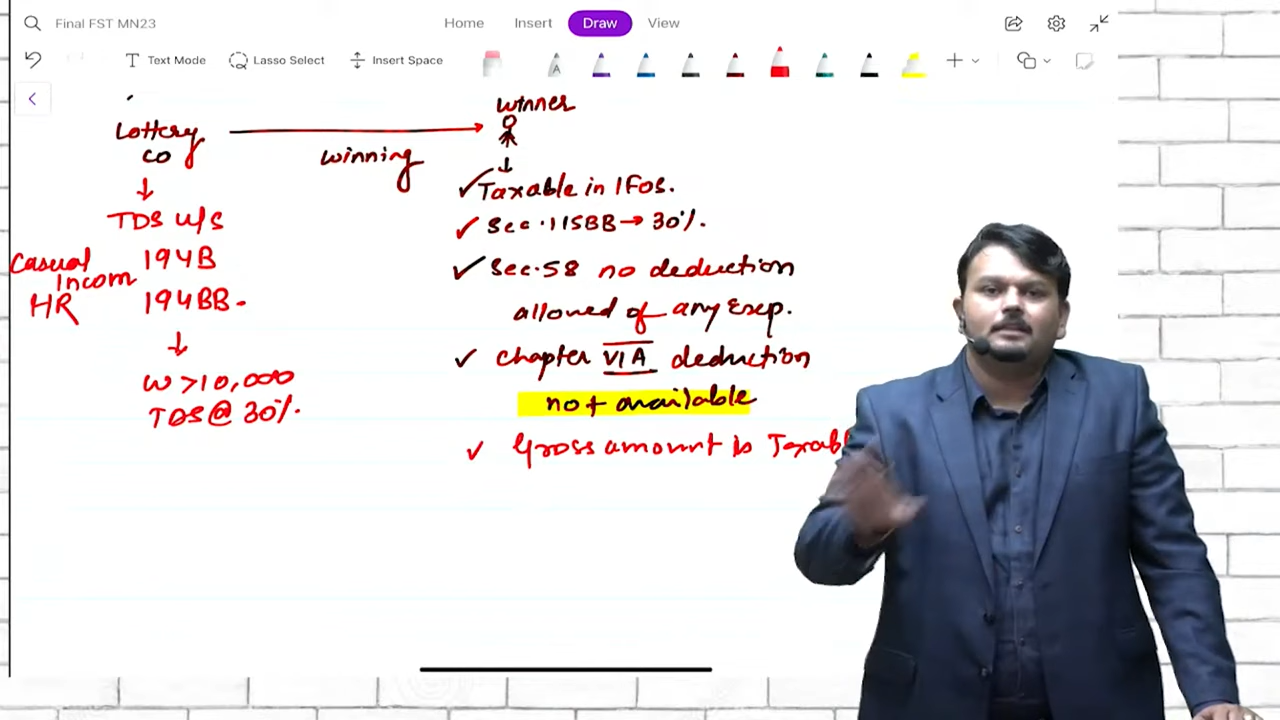 Final FST MN23
Home Insert Draw View
A
Text Mode Lasso Select Insert Space
Lottery
co
winning
winner
TDS u/s
Casual
Incom
194B
HR
194BB.
W > 10,000
TDS @ 30%.
Taxable in IFOS.
Sec. 115BB → 30%.
Sec. 58 no deduction
allowed of any Exep.
chapter VIA deduction
not available
Gross amount is Taxabl